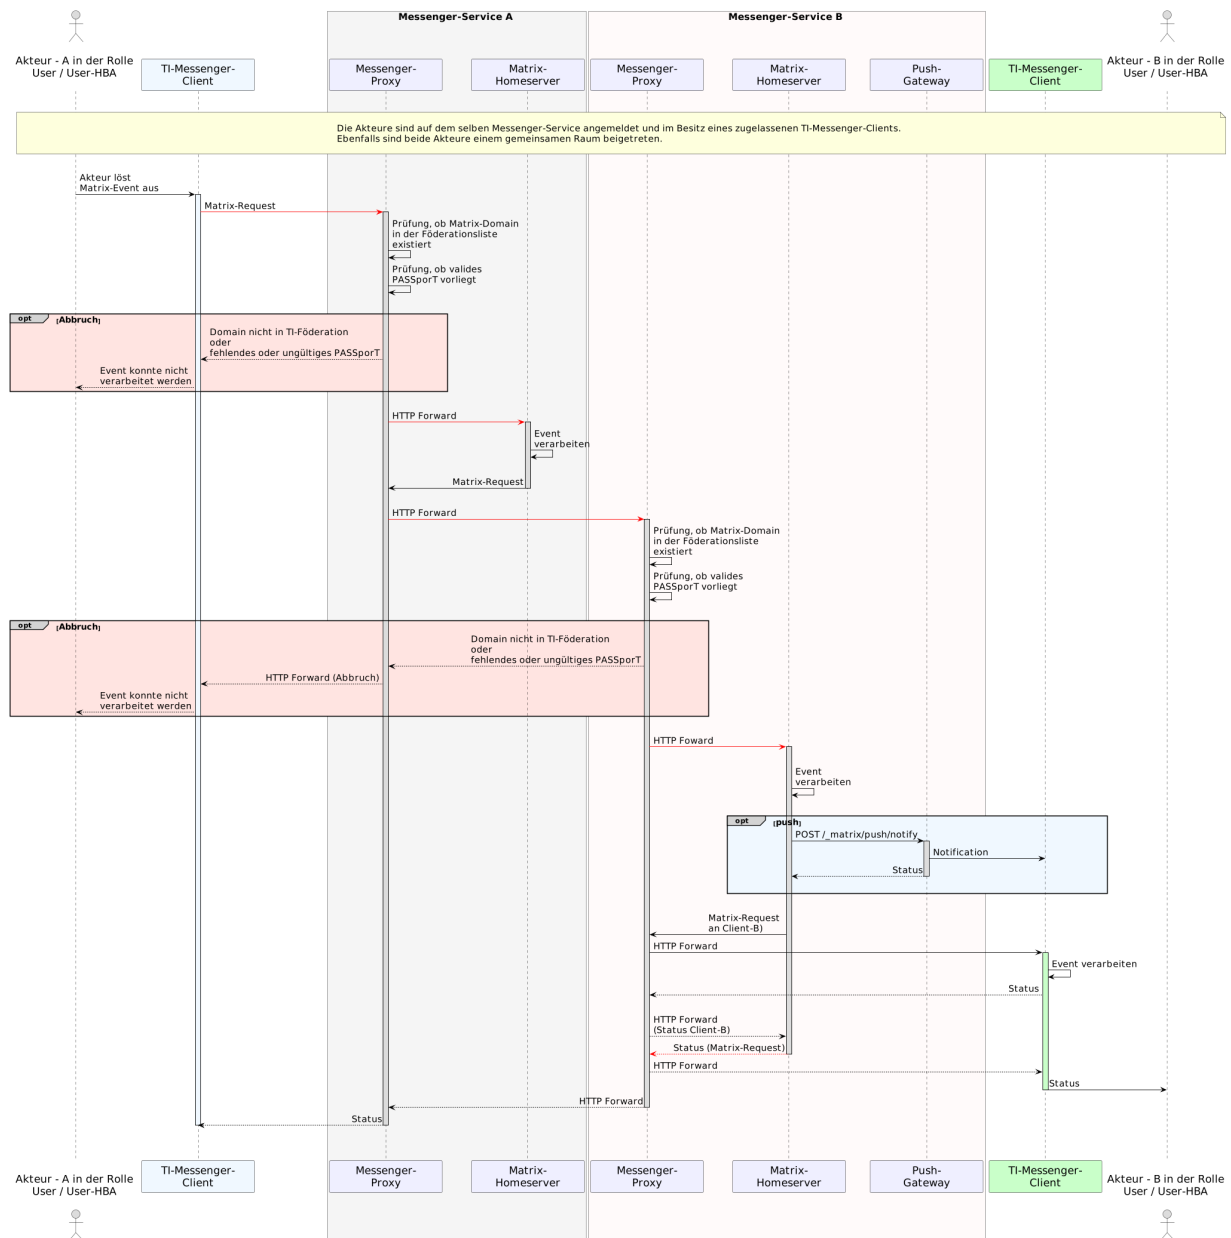 Messenger-Service A
Messenger-Service B
Akteur - A in der Rolle
User / User-HBA
TI-Messenger-
Client
Messenger-
Proxy
Matrix-
Homeserver
Messenger-
Proxy
Matrix-
Homeserver
Push-
Gateway
TI-Messenger-
Client
Akteur - B in der Rolle
User / User-HBA
Die Akteure sind auf dem selben Messenger-Service angemeldet und im Besitz eines zugelassenen TI-Messenger-Clients.
Ebenfalls sind beide Akteure einem gemeinsamen Raum beigetreten.
Akteur löst
Matrix-Event aus
Matrix-Request
Prüfung, ob Matrix-Domain
in der Föderationsliste
existiert
Prüfung, ob valides
PASSporT vorliegt
opt
[Abbruch]
Domain nicht in TI-Föderation
oder
fehlendes oder ungültiges PASSporT
Event konnte nicht
verarbeitet werden
HTTP Forward
Event
verarbeiten
Matrix-Request
HTTP Forward
Prüfung, ob Matrix-Domain
in der Föderationsliste
existiert
Prüfung, ob valides
PASSporT vorliegt
opt
[Abbruch]
Domain nicht in TI-Föderation
oder
fehlendes oder ungültiges PASSporT
HTTP Forward (Abbruch)
Event konnte nicht
verarbeitet werden
HTTP Foward
Event
verarbeiten
opt
[push]
POST /_matrix/push/notify
Notification
Status
Matrix-Request
an Client-B)
HTTP Forward
Event verarbeiten
Status
HTTP Forward
(Status Client-B)
Status (Matrix-Request)
HTTP Forward
Status
HTTP Forward
Status
Akteur - A in der Rolle
User / User-HBA
TI-Messenger-
Client
Messenger-
Proxy
Matrix-
Homeserver
Messenger-
Proxy
Matrix-
Homeserver
Push-
Gateway
TI-Messenger-
Client
Akteur - B in der Rolle
User / User-HBA